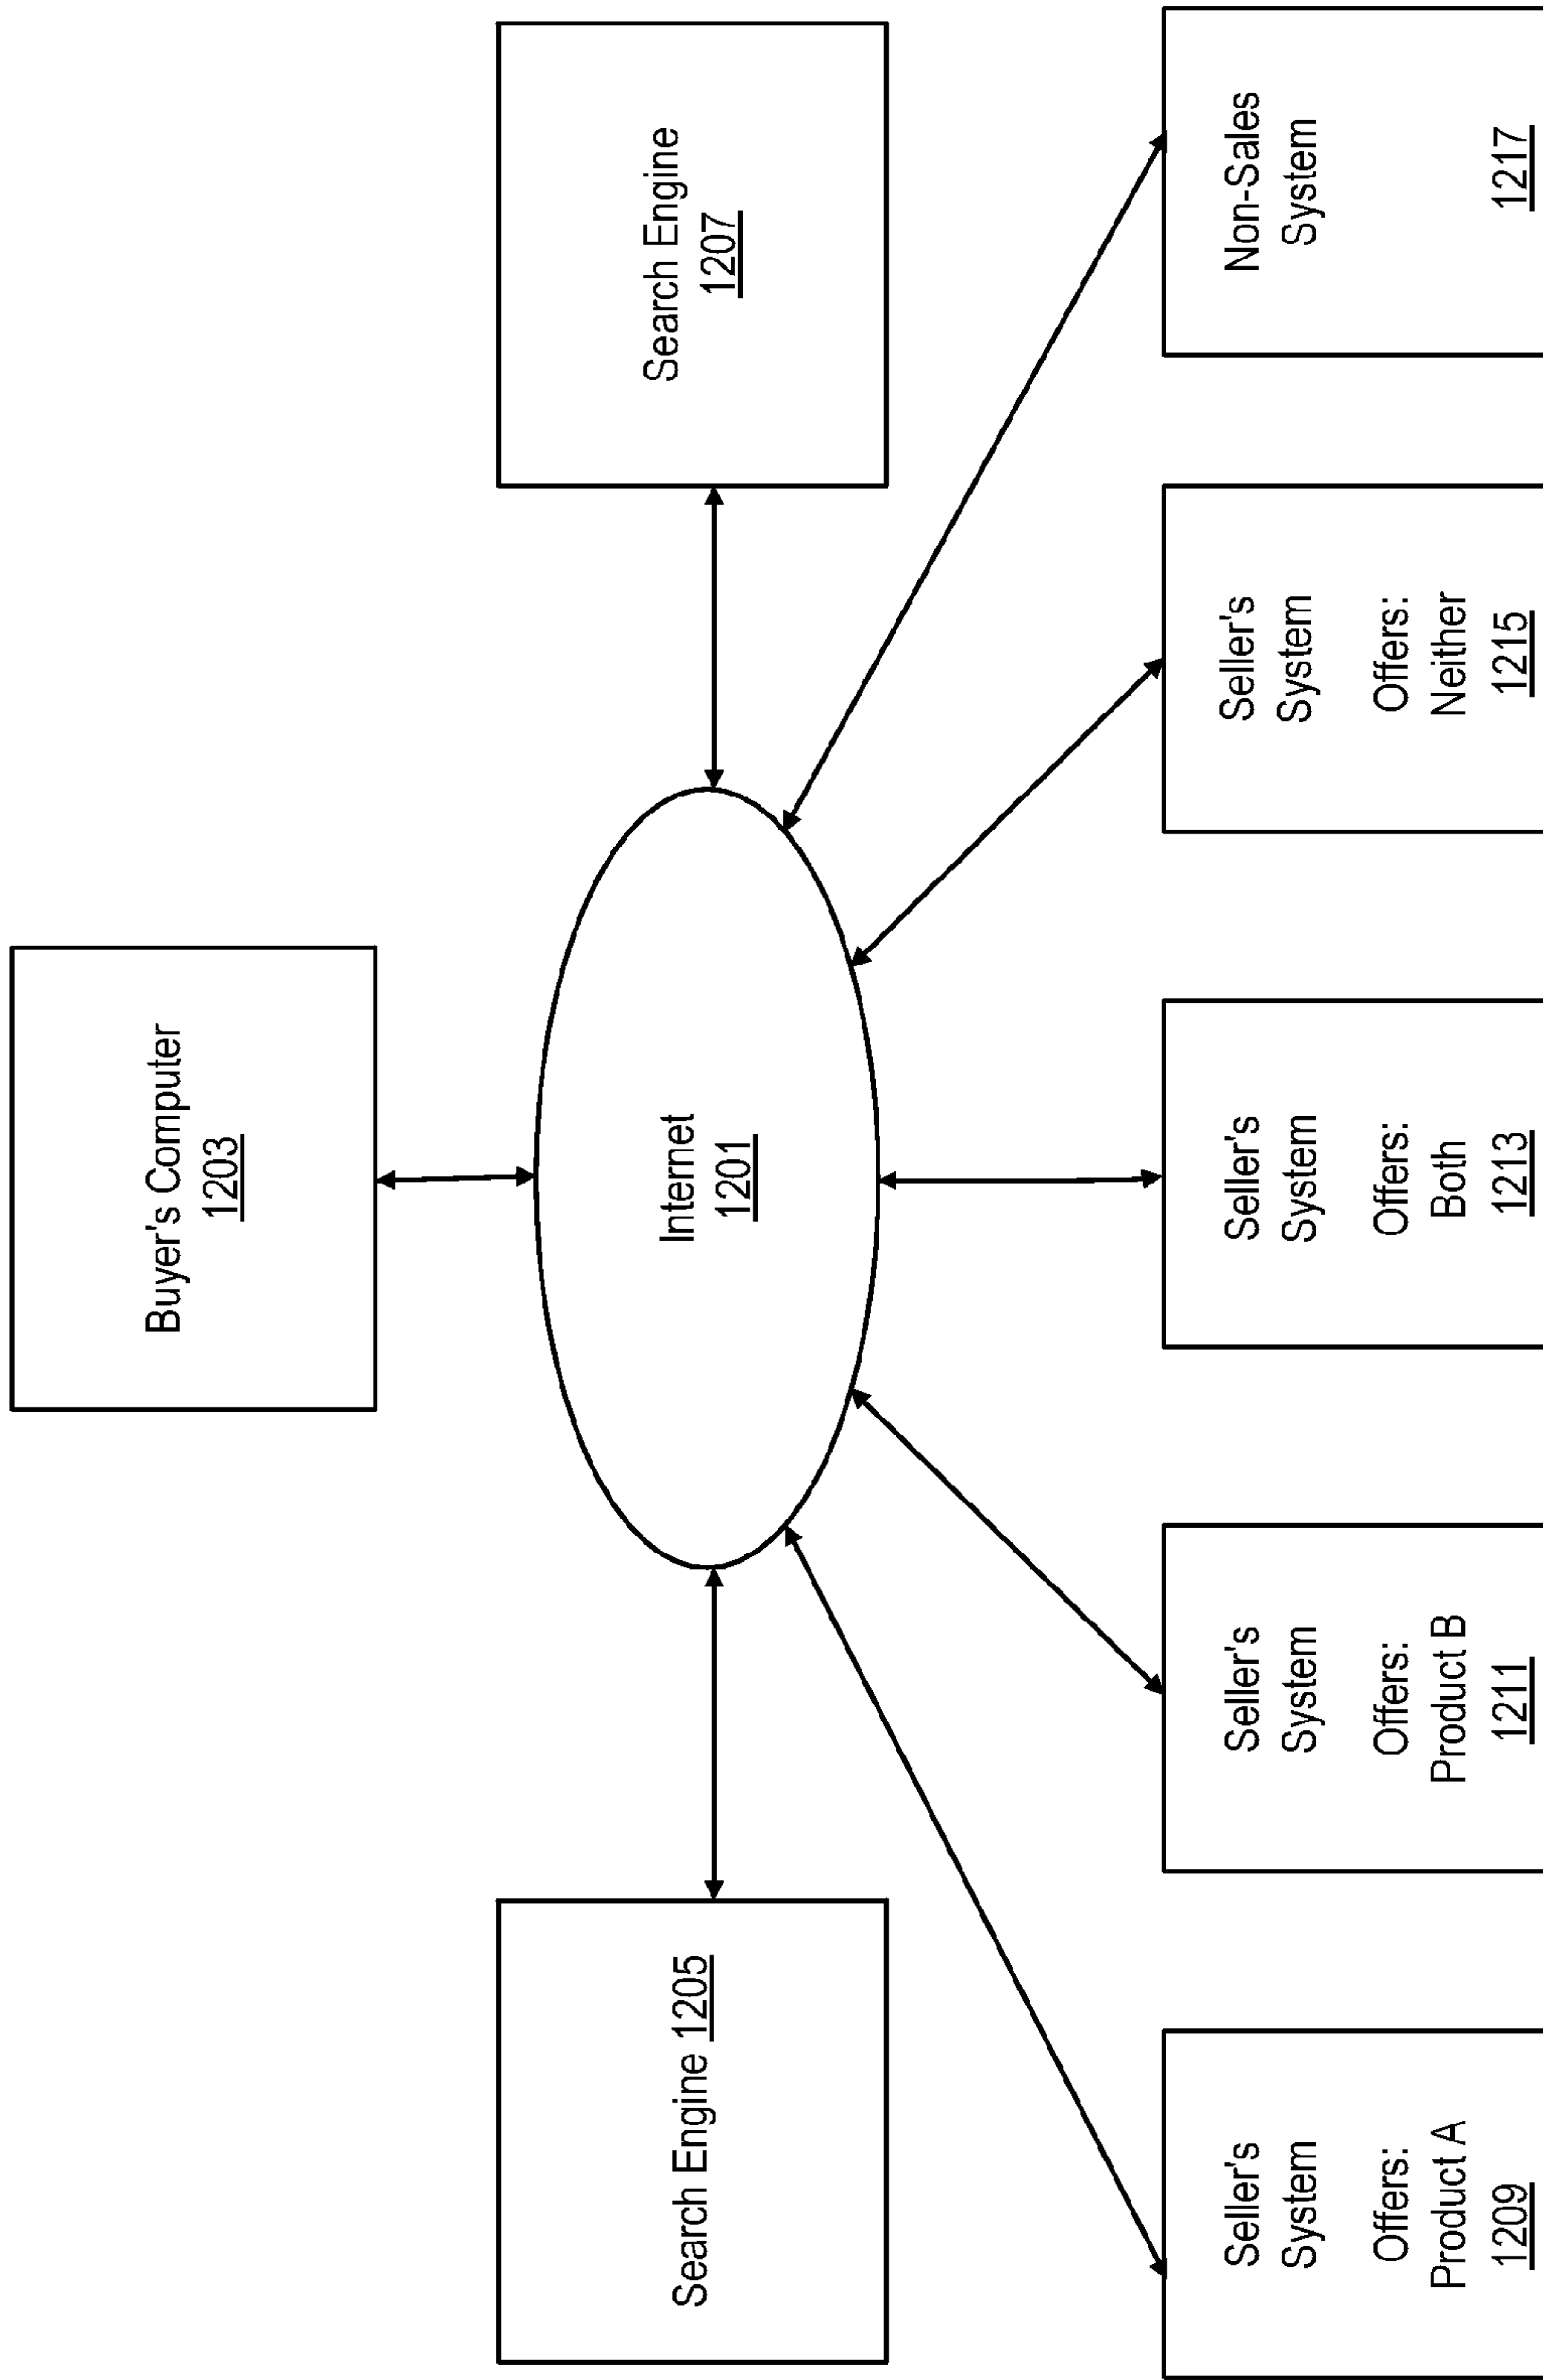 Buyer's Computer
1203
Search Engine 1205
Internet
1201
Search Engine
1207
Seller's
System
Offers:
Product A
1209
Seller's
System
Offers:
Product B
1211
Seller's
System
Offers:
Both
1213
Seller's
System
Offers:
Neither
1215
Non-Sales
System
1217